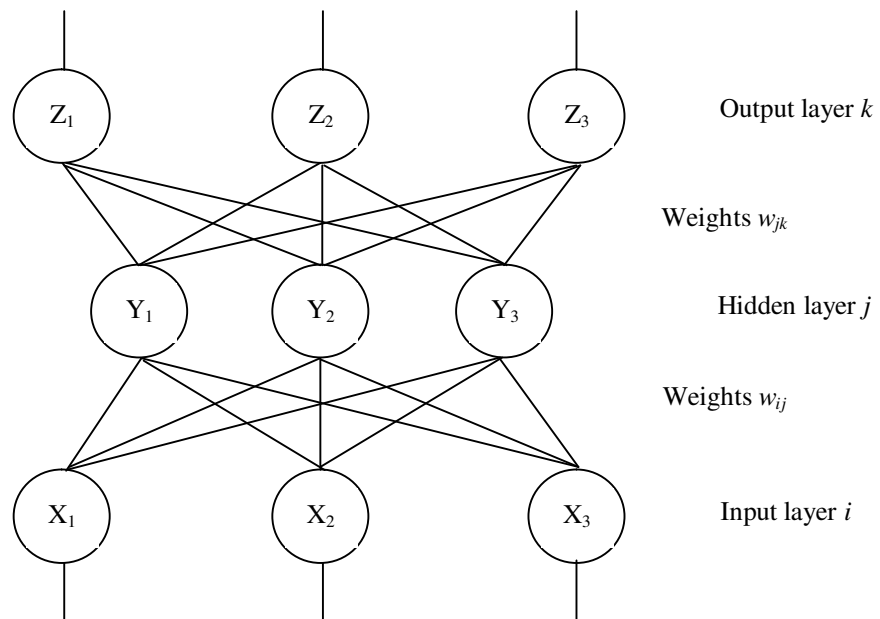 Z₁ Z₂ Z₃ Output layer k
Weights wⱼₖ
Y₁ Y₂ Y₃ Hidden layer j
Weights wᵢⱼ
X₁ X₂ X₃ Input layer i